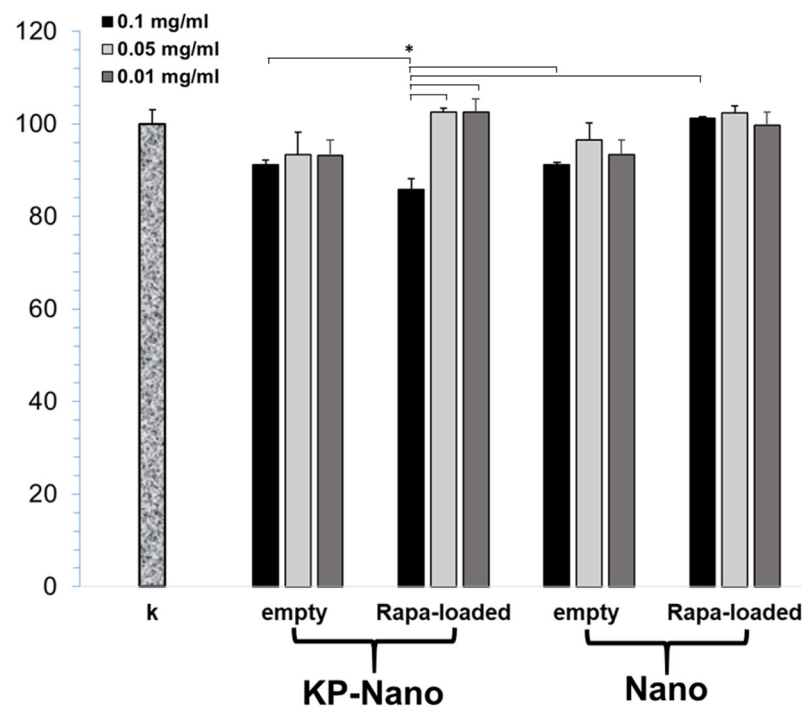 0.1 mg/ml
0.05 mg/ml
0.01 mg/ml
*
120
100
80
60
40
20
0
k empty Rapa-loaded empty Rapa-loaded
KP-Nano Nano